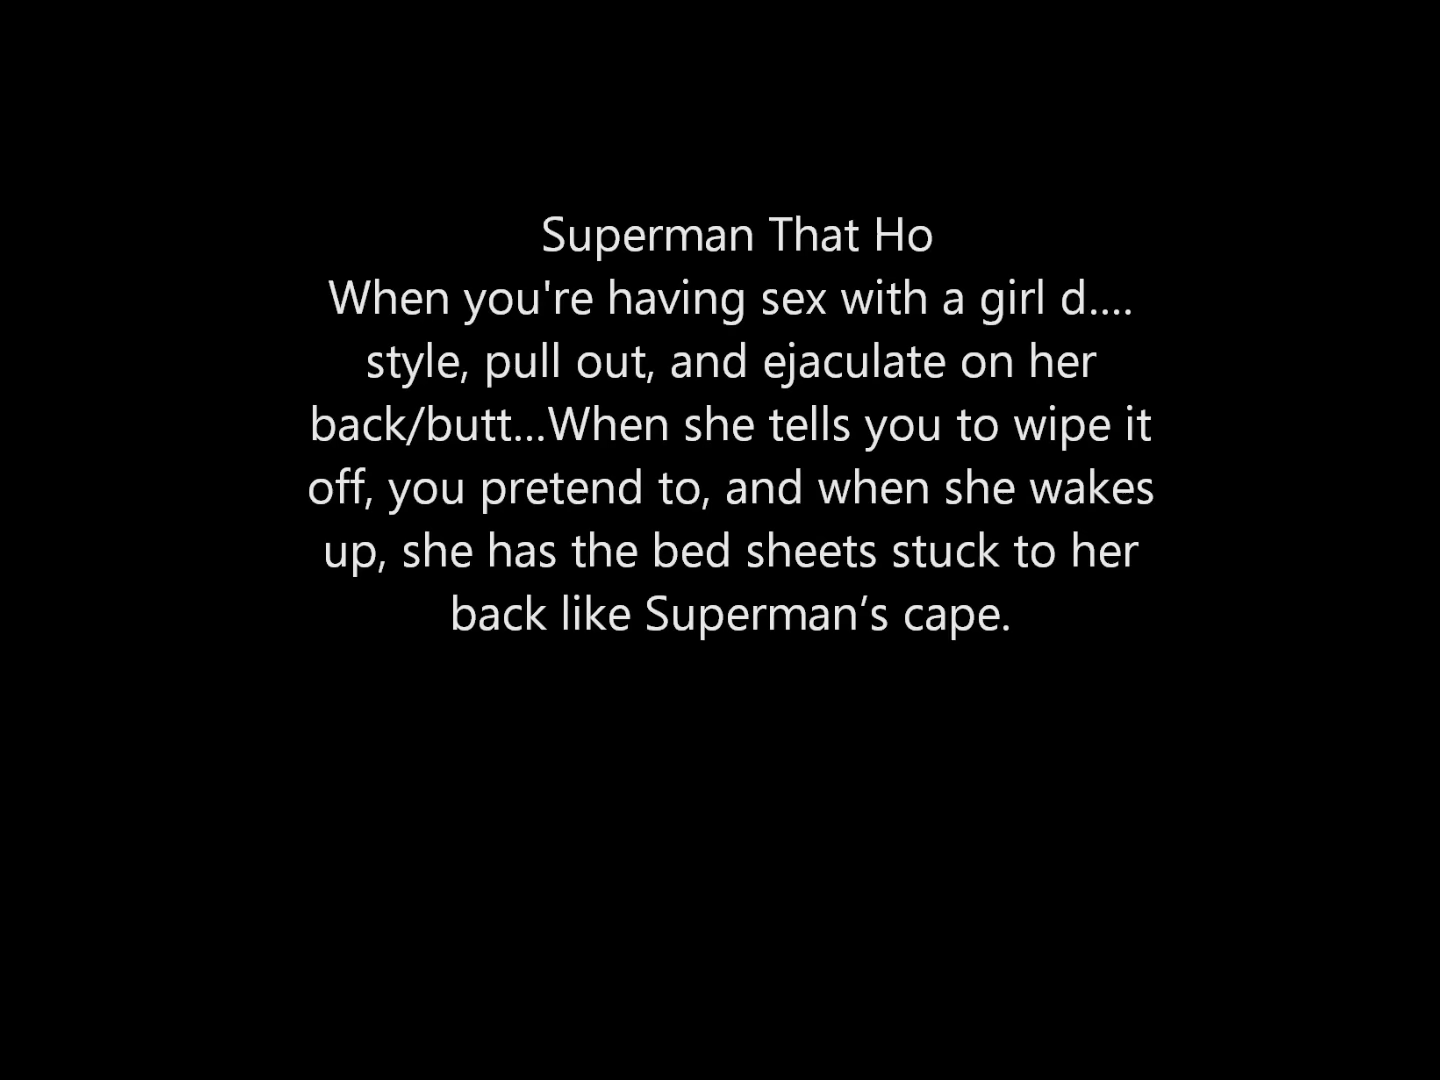 Superman That Ho
When you're having sex with a girl d....
style, pull out, and ejaculate on her
back/butt...When she tells you to wipe it
off, you pretend to, and when she wakes
up, she has the bed sheets stuck to her
back like Superman’s cape.